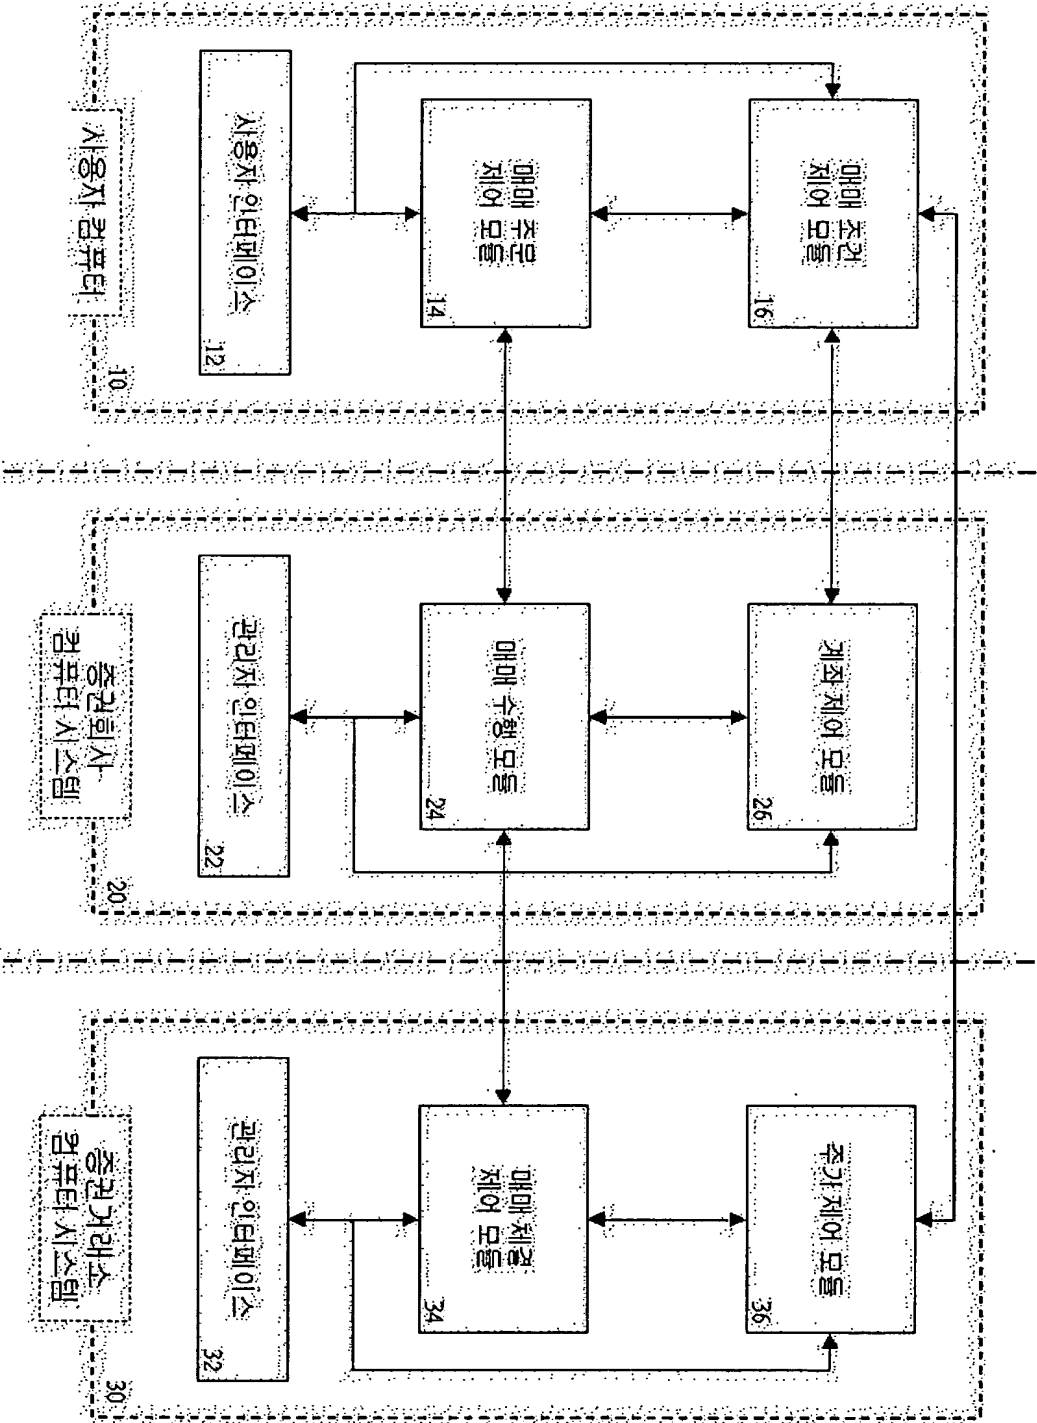 사용자 컴퓨터
10
사용자 인터페이스
12
매매 주문
제어 모듈
14
매매 조건
제어 모듈
16
증권회사
컴퓨터 시스템
20
관리자 인터페이스
22
매매 수행 모듈
24
계좌 제어 모듈
26
증권거래소
컴퓨터 시스템
30
관리자 인터페이스
32
매매 체결
제어 모듈
34
주가 제어 모듈
36